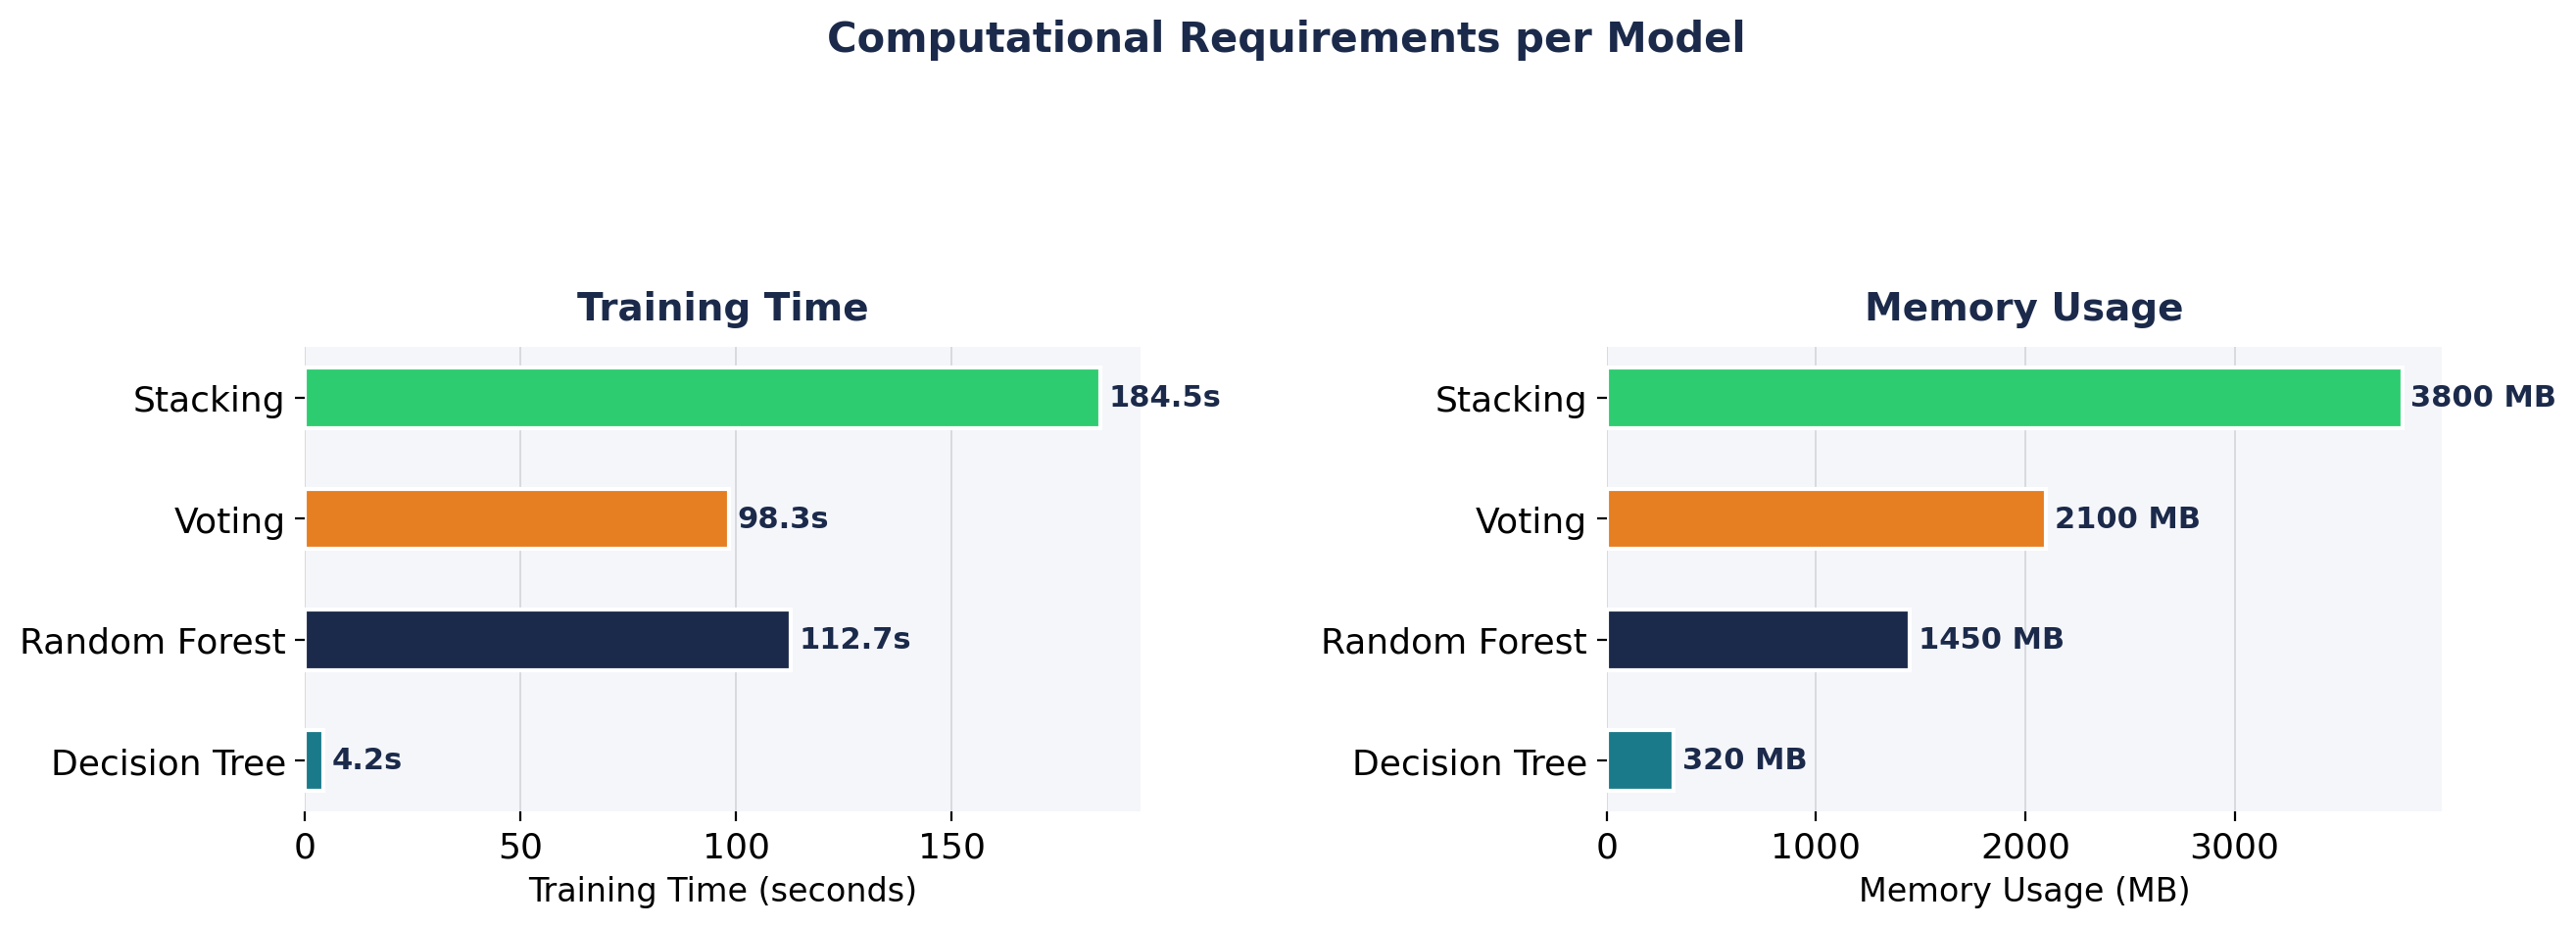 Computational Requirements per Model
Training Time
Stacking
184.5s
Voting
98.3s
Random Forest
112.7s
Decision Tree
4.2s
0 50 100 150
Training Time (seconds)
Memory Usage
Stacking
3800 MB
Voting
2100 MB
Random Forest
1450 MB
Decision Tree
320 MB
0 1000 2000 3000
Memory Usage (MB)